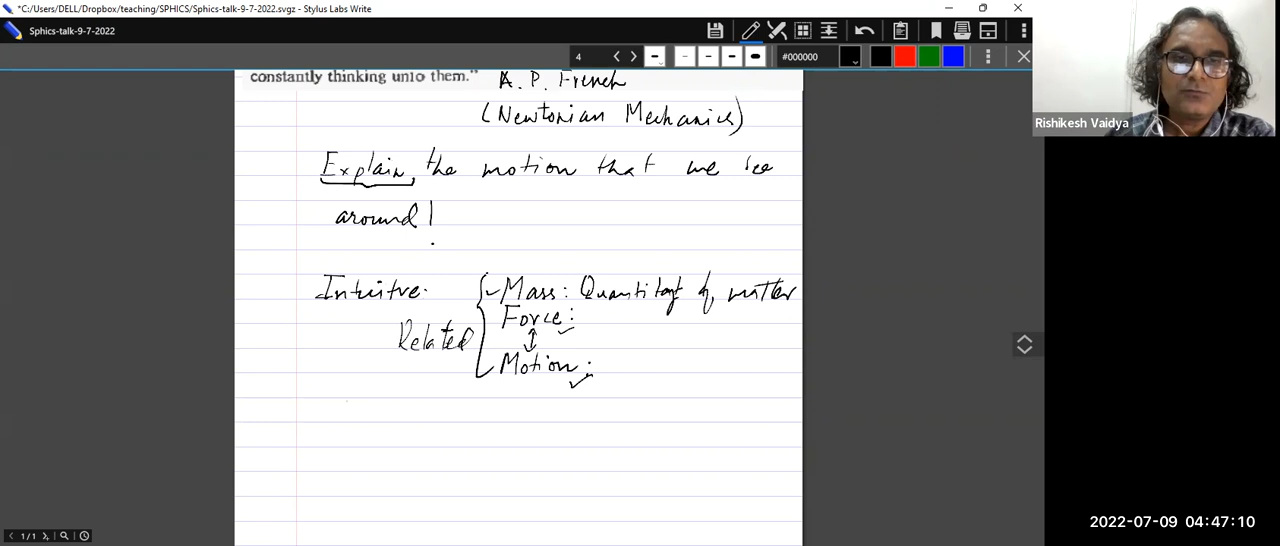 *C:/Users/DELL/Dropbox/teaching/SPHICS/Sphics-talk-9-7-2022.svgz - Stylus Labs Write
Sphics-talk-9-7-2022
4
#000000
constantly thinking unto them."
A. P. French
(Newtonian Mechanics)
Rishikesh Vaidya
Explain the motion that we see
around!
Intuitve. Mass: Quantity of matter
Force:
Related
Motion:
1/1
2022-07-09 04:47:10